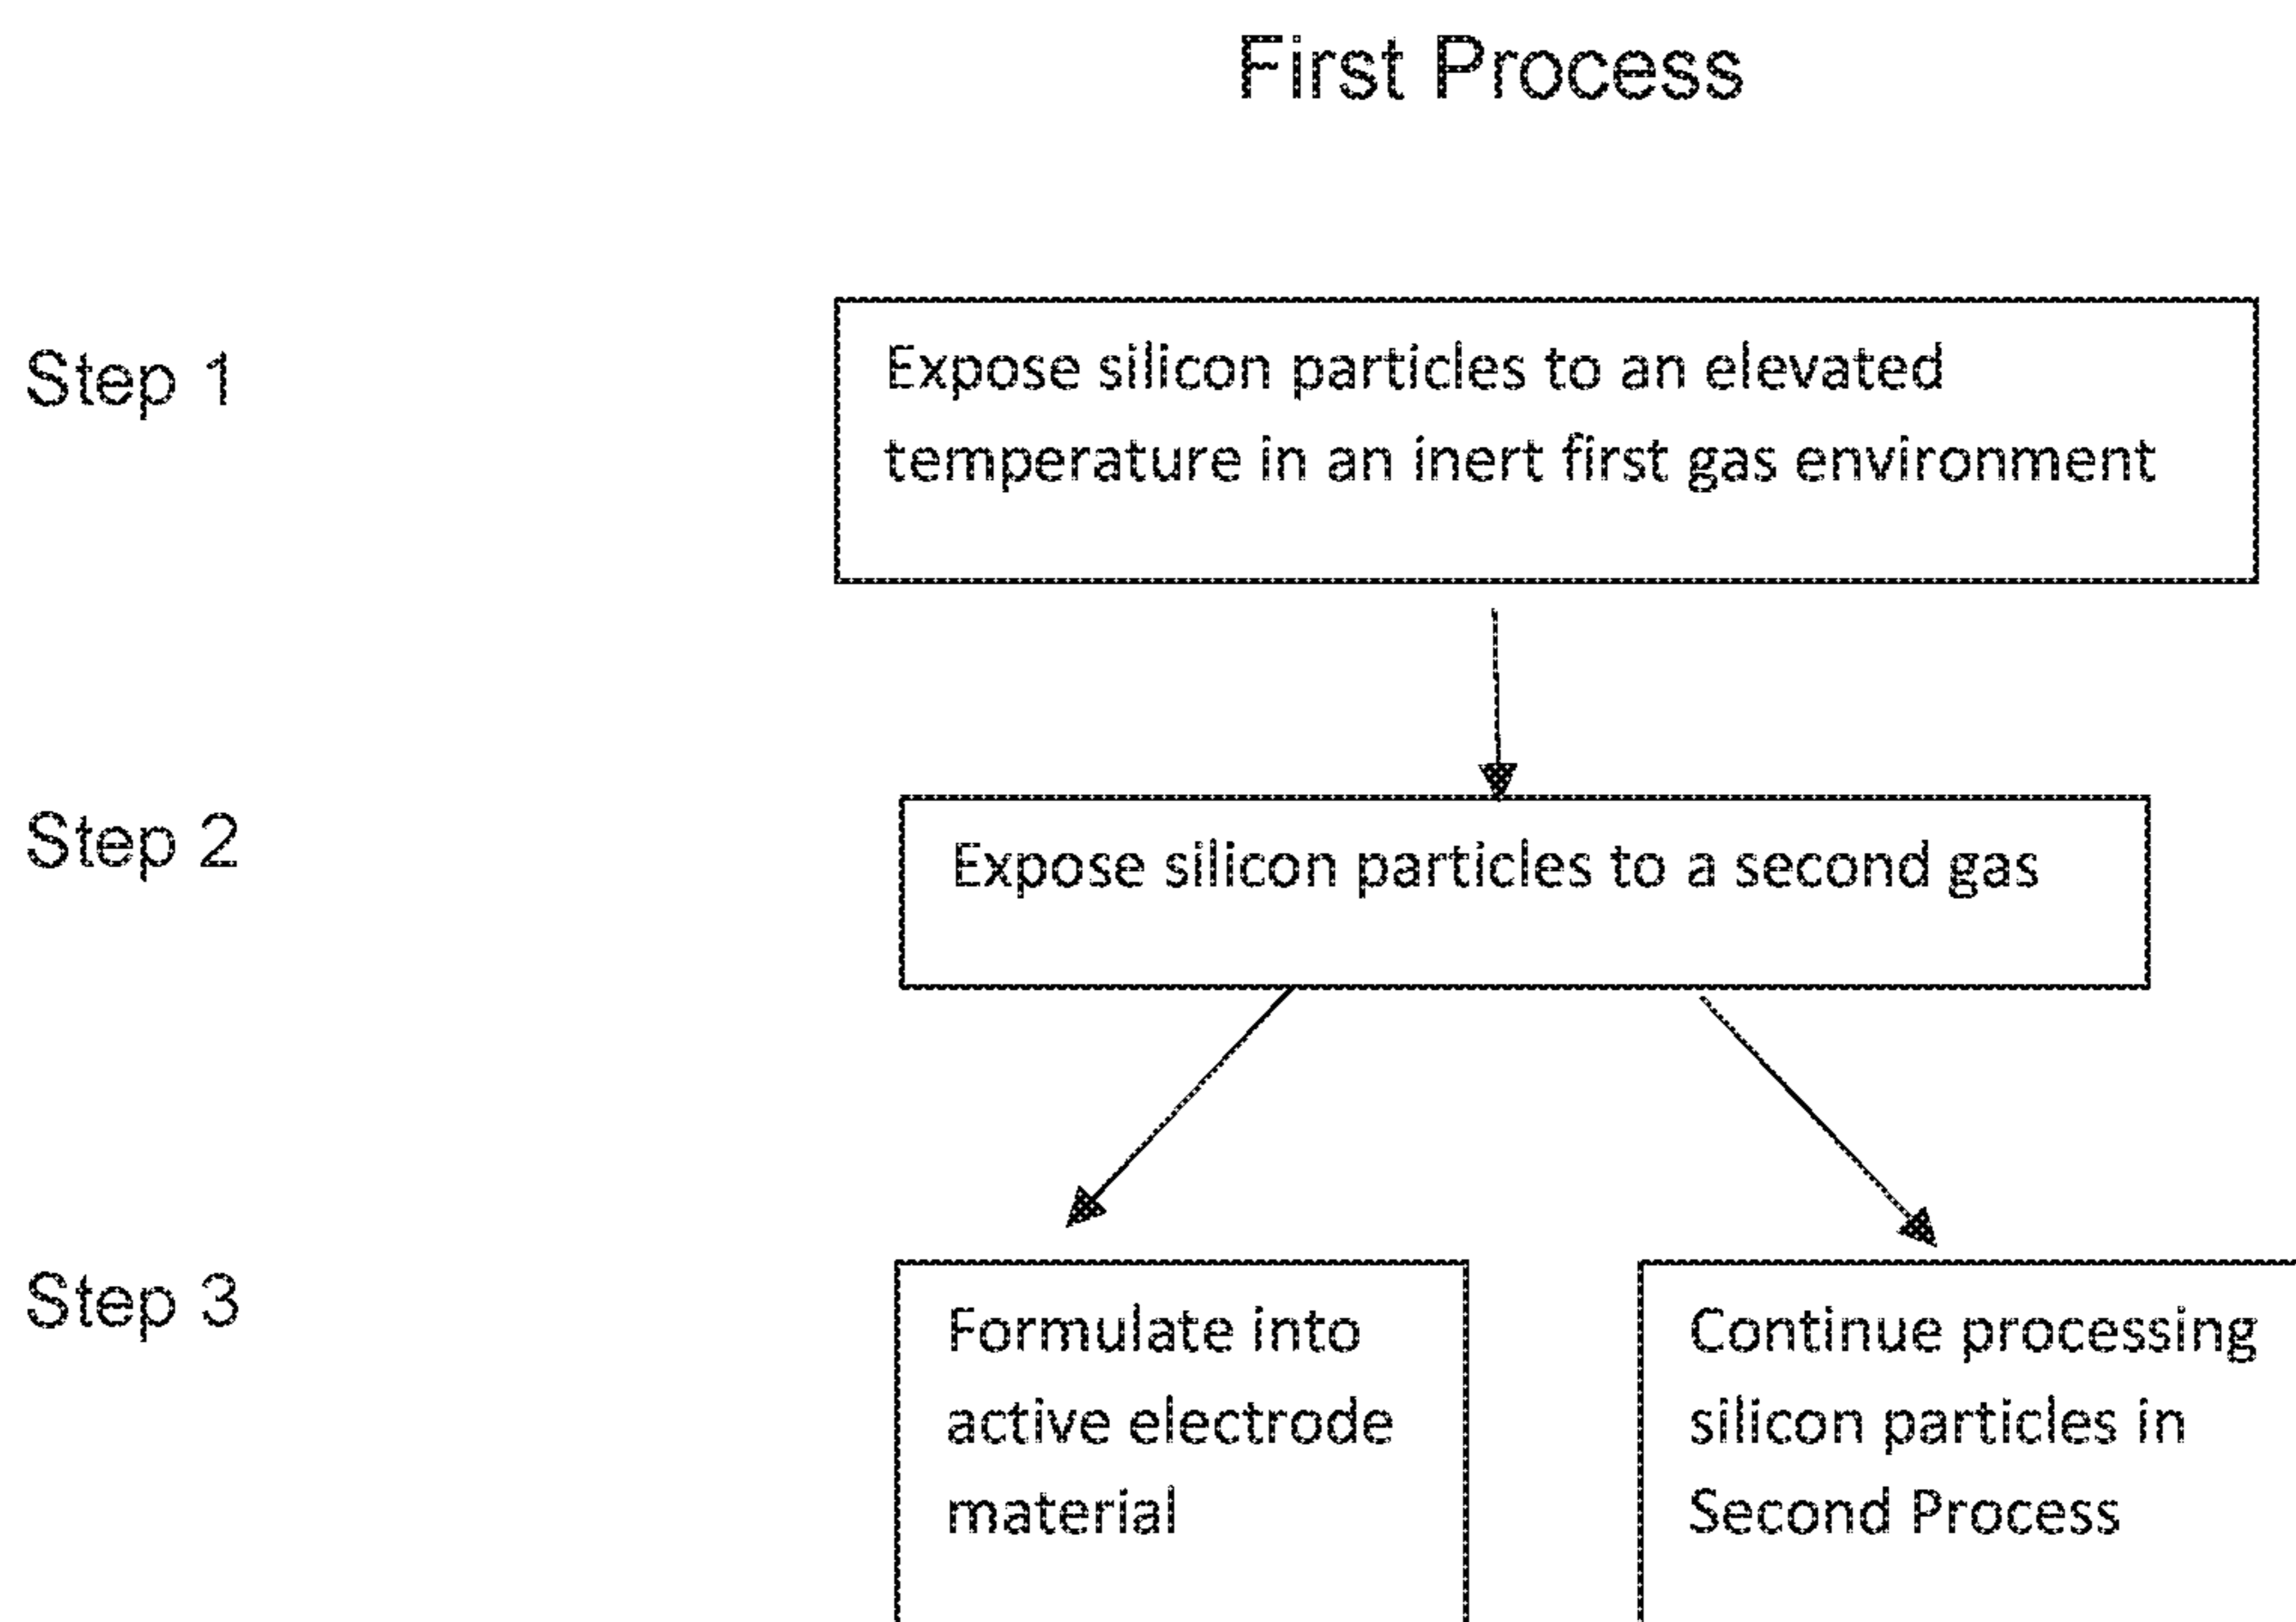 First Process
Step 1
Expose silicon particles to an elevated
temperature in an inert first gas environment
Step 2
Expose silicon particles to a second gas
Step 3
Formulate into
active electrode
material
Continue processing
silicon particles in
Second Process